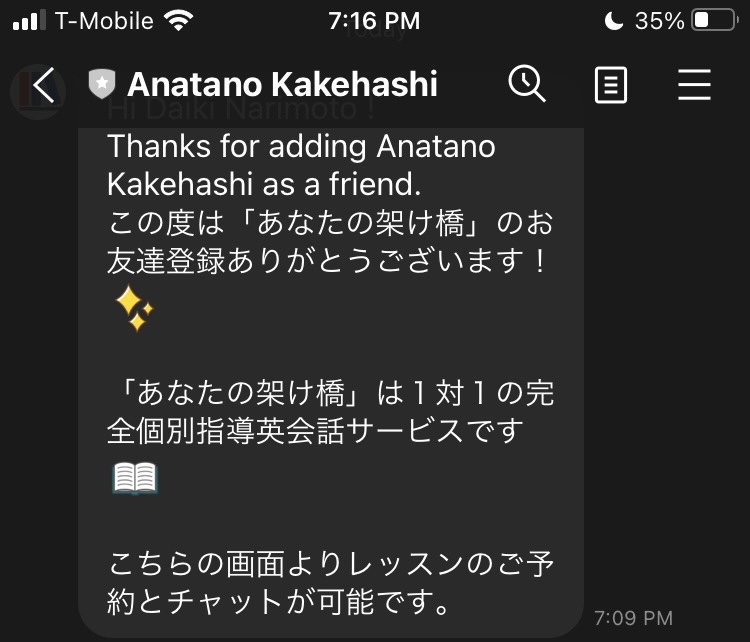 T-Mobile 7:16 PM 35%
Today
Anatano Kakehashi
Hi Daiki Narimoto !
Thanks for adding Anatano
Kakehashi as a friend.
この度は「あなたの架け橋」のお
友達登録ありがとうございます！
✨
「あなたの架け橋」は１対１の完
全個別指導英会話サービスです
📖
こちらの画面よりレッスンのご予
約とチャットが可能です。
7:09 PM